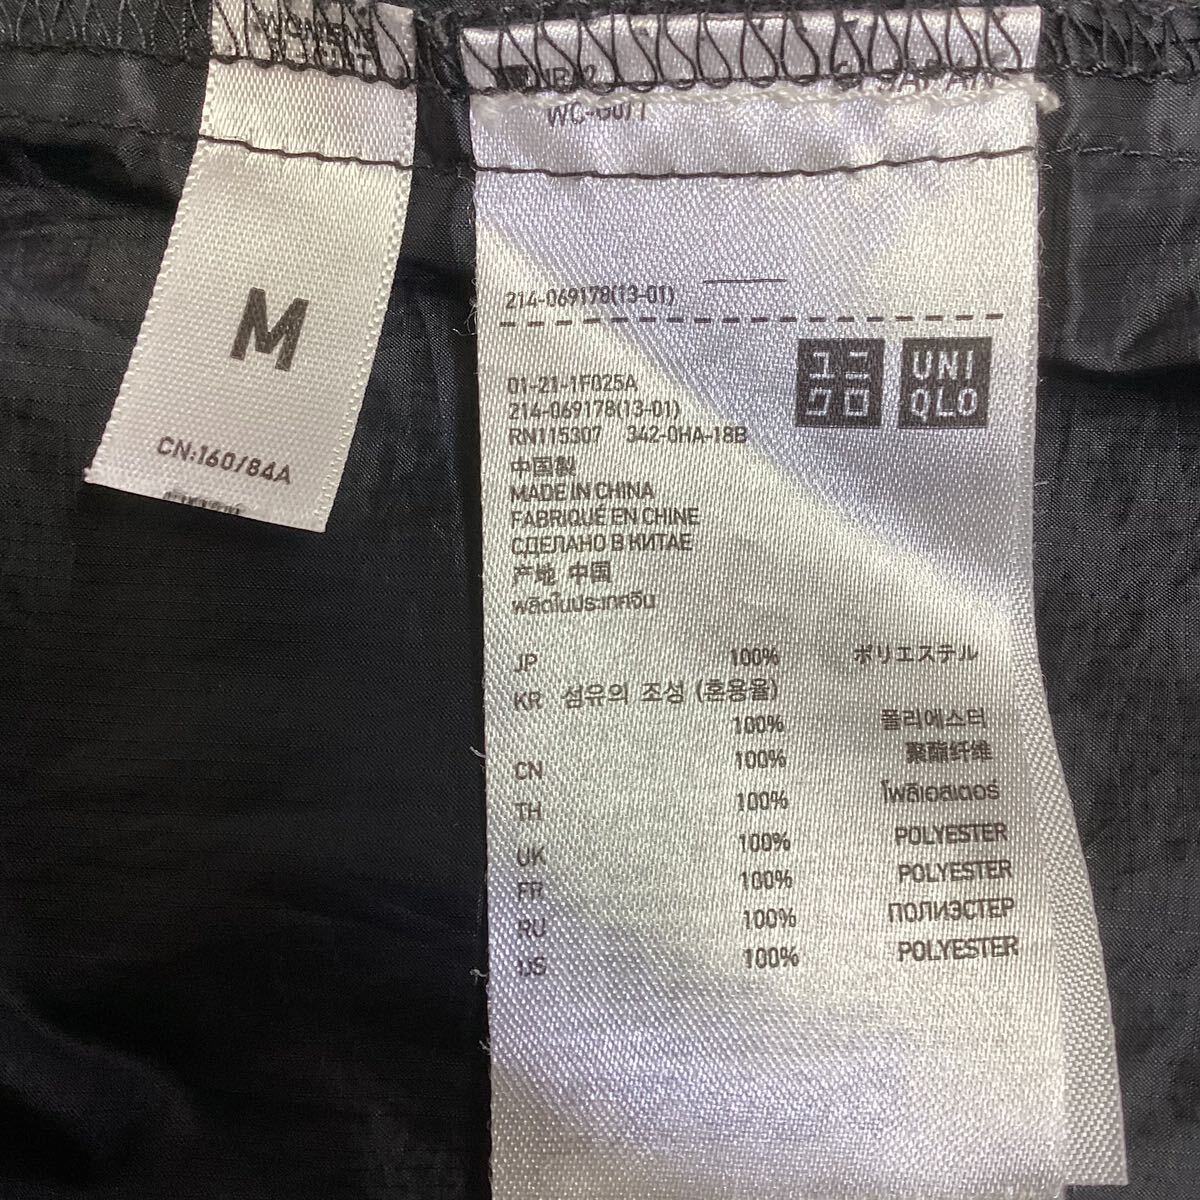 M
CN:160/84A
214-069178(13-01)
ユニ
クロ
UNI
QLO
01-21-1F025A
214-069178(13-01)
RN115307 342-0HA-18B
中国製
MADE IN CHINA
FABRIQUÉ EN CHINE
СДЕЛАНО В КИТАЕ
产地 中国
ผลิตในประเทศจีน
JP 100% ポリエステル
KR 섬유의 조성 (혼용율)
100% 폴리에스터
CN 100% 聚酯纤维
TH 100% โพลิเอสเตอร์
UK 100% POLYESTER
FR 100% POLYESTER
RU 100% ПОЛИЭСТЕР
US 100% POLYESTER